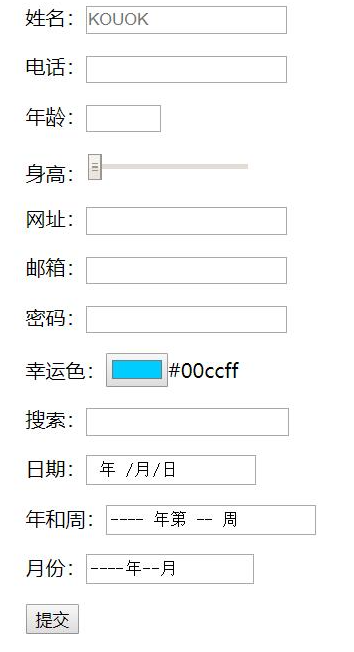 姓名：KOUOK
电话：
年龄：
身高：
网址：
邮箱：
密码：
幸运色：#00ccff
搜索：
日期： 年 /月/日
年和周：---- 年第 -- 周
月份：----年--月
提交